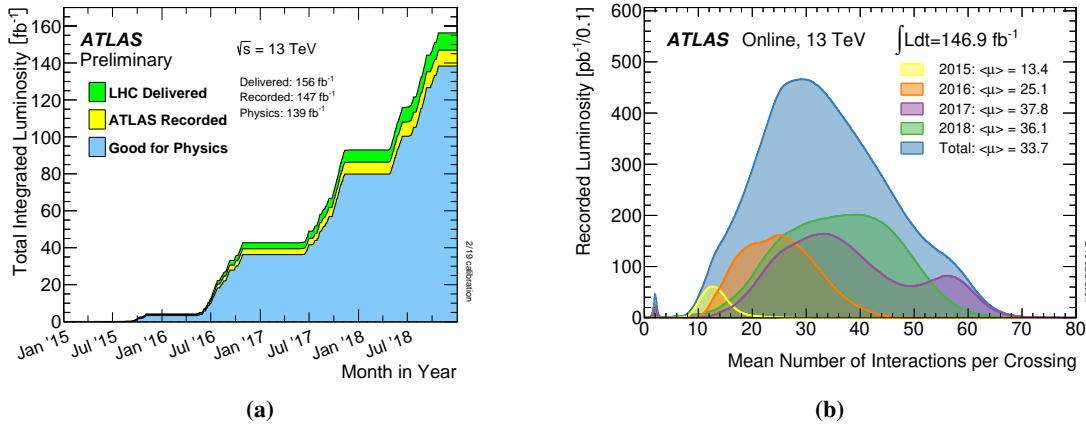 ATLAS
Preliminary
√s = 13 TeV
Delivered: 156 fb⁻¹
Recorded: 147 fb⁻¹
Physics: 139 fb⁻¹
LHC Delivered
ATLAS Recorded
Good for Physics
Total Integrated Luminosity [fb⁻¹]
160
140
120
100
80
60
40
20
0
Jan '15
Jul '15
Jan '16
Jul '16
Jan '17
Jul '17
Jan '18
Jul '18
Month in Year
2/19 calibration
(a)
ATLAS Online, 13 TeV ∫Ldt=146.9 fb⁻¹
2015: <μ> = 13.4
2016: <μ> = 25.1
2017: <μ> = 37.8
2018: <μ> = 36.1
Total: <μ> = 33.7
Recorded Luminosity [pb⁻¹/0.1]
600
500
400
300
200
100
0
0 10 20 30 40 50 60 70 80
Mean Number of Interactions per Crossing
(b)